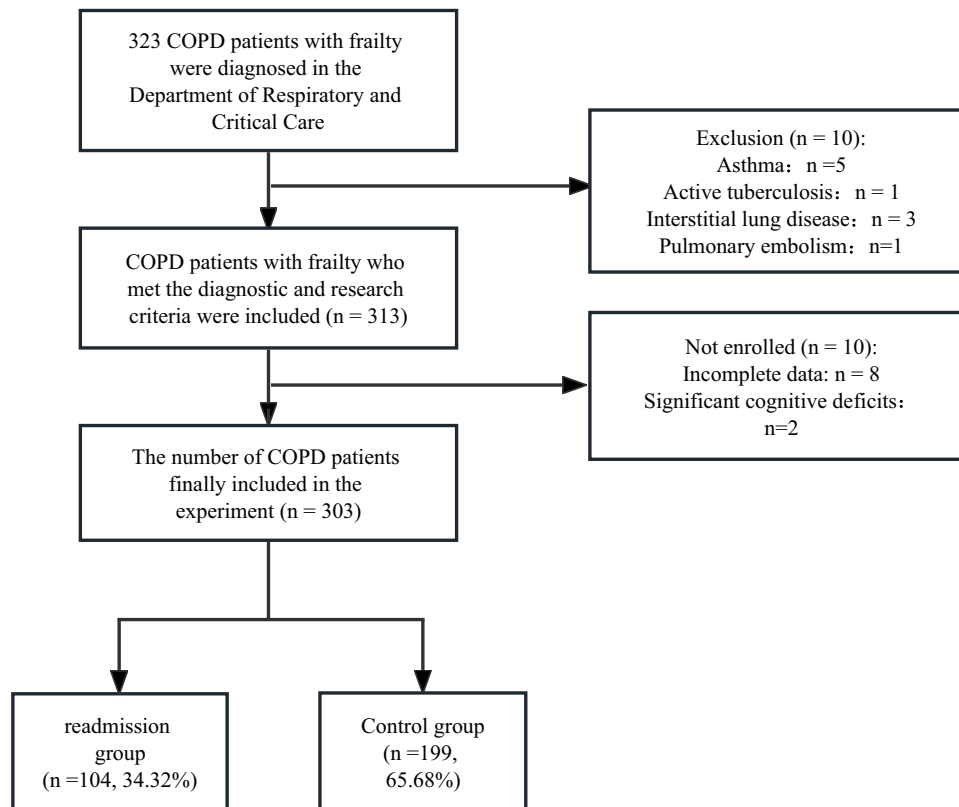 323 COPD patients with frailty
were diagnosed in the
Department of Respiratory and
Critical Care
Exclusion (n = 10):
Asthma：n =5
Active tuberculosis：n = 1
Interstitial lung disease：n = 3
Pulmonary embolism：n=1
COPD patients with frailty who
met the diagnostic and research
criteria were included (n = 313)
Not enrolled (n = 10):
Incomplete data: n = 8
Significant cognitive deficits：
n=2
The number of COPD patients
finally included in the
experiment (n = 303)
readmission
group
(n =104, 34.32%)
Control group
(n =199,
65.68%)